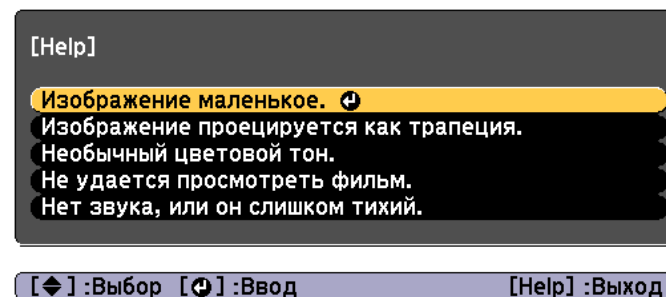 [Help]
Изображение маленькое.
Изображение проецируется как трапеция.
Необычный цветовой тон.
Не удается просмотреть фильм.
Нет звука, или он слишком тихий.
[◆] :Выбор [⏎] :Ввод [Help] :Выход